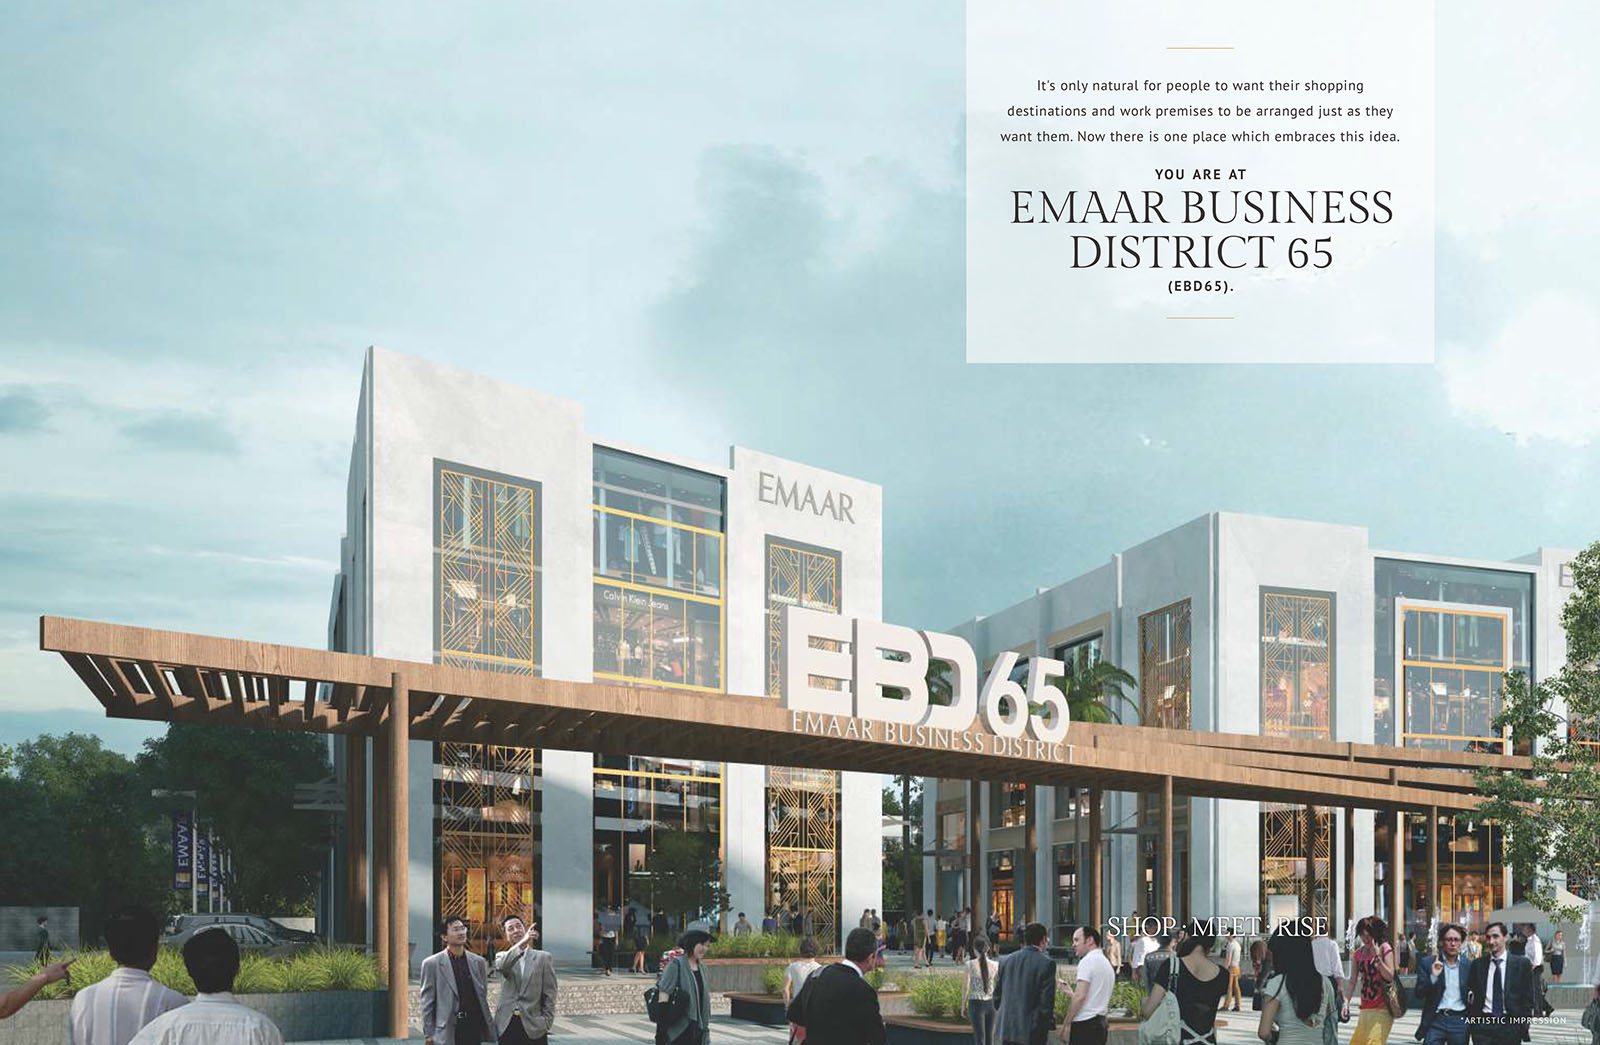 It's only natural for people to want their shopping
destinations and work premises to be arranged just as they
want them. Now there is one place which embraces this idea.
YOU ARE AT
EMAAR BUSINESS
DISTRICT 65
(EBD65).
EMAAR
Calvin Klein Jeans
EBD65
EMAAR BUSINESS DISTRICT
EMAAR
SHOP · MEET · RISE
*ARTISTIC IMPRESSION